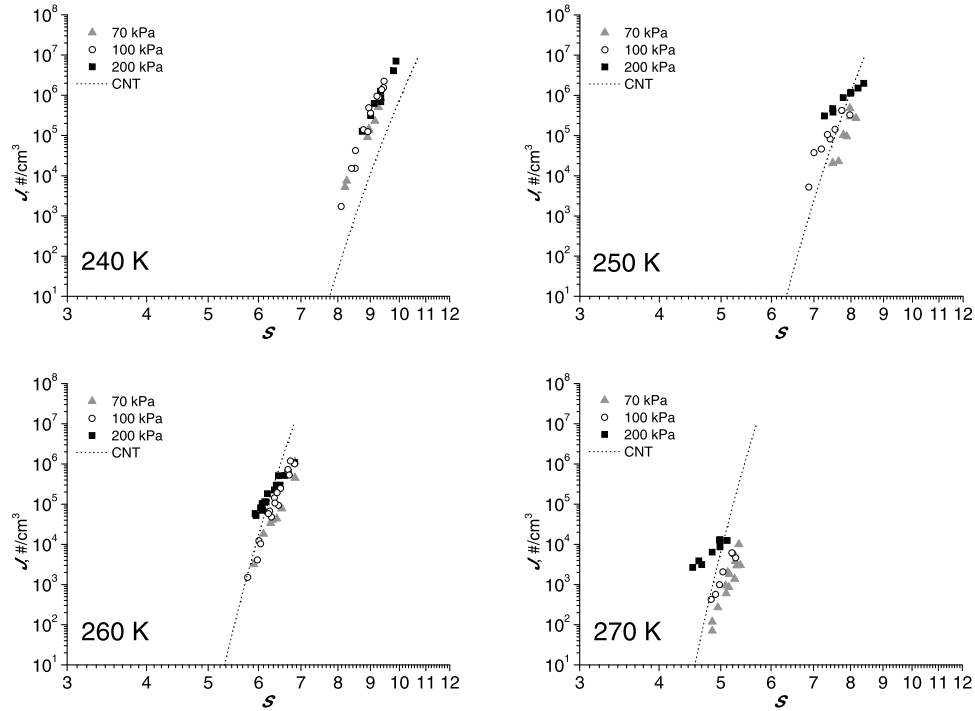 10⁸
10⁷
10⁶
10⁵
10⁴
10³
10²
10¹
J, #/cm³
70 kPa
100 kPa
200 kPa
CNT
240 K
3 4 5 6 7 8 9 10 11 12
S
10⁸
10⁷
10⁶
10⁵
10⁴
10³
10²
10¹
J, #/cm³
70 kPa
100 kPa
200 kPa
CNT
250 K
3 4 5 6 7 8 9 10 11 12
S
10⁸
10⁷
10⁶
10⁵
10⁴
10³
10²
10¹
J, #/cm³
70 kPa
100 kPa
200 kPa
CNT
260 K
3 4 5 6 7 8 9 10 11 12
S
10⁸
10⁷
10⁶
10⁵
10⁴
10³
10²
10¹
J, #/cm³
70 kPa
100 kPa
200 kPa
CNT
270 K
3 4 5 6 7 8 9 10 11 12
S